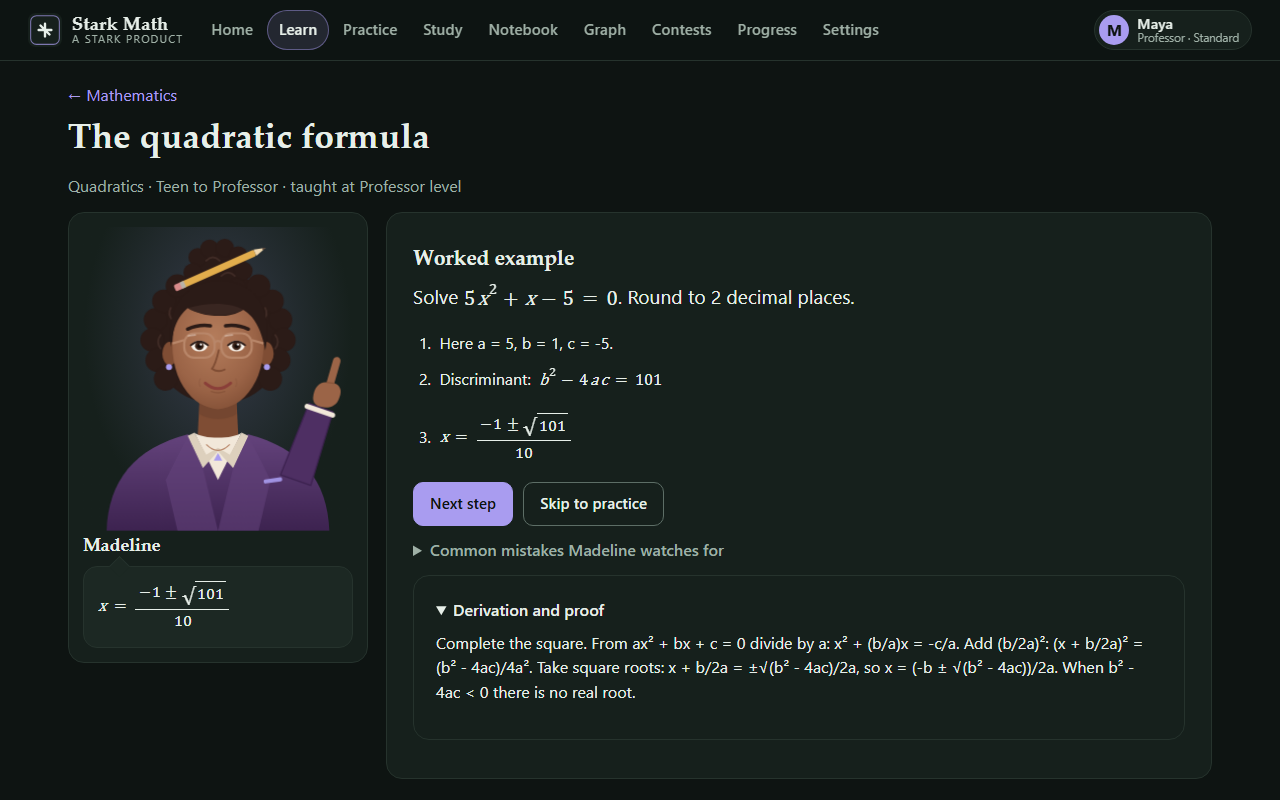 Stark Math
A STARK PRODUCT
Home
Learn
Practice
Study
Notebook
Graph
Contests
Progress
Settings
M
Maya
Professor · Standard
← Mathematics
The quadratic formula
Quadratics · Teen to Professor · taught at Professor level
Madeline
x = (−1 ± √101) / 10
Worked example
Solve 5x² + x − 5 = 0. Round to 2 decimal places.
1. Here a = 5, b = 1, c = -5.
2. Discriminant: b² − 4ac = 101
3. x = (−1 ± √101) / 10
Next step
Skip to practice
▶ Common mistakes Madeline watches for
▼ Derivation and proof
Complete the square. From ax² + bx + c = 0 divide by a: x² + (b/a)x = -c/a. Add (b/2a)²: (x + b/2a)² =
(b² - 4ac)/4a². Take square roots: x + b/2a = ±√(b² - 4ac)/2a, so x = (-b ± √(b² - 4ac))/2a. When b² -
4ac < 0 there is no real root.